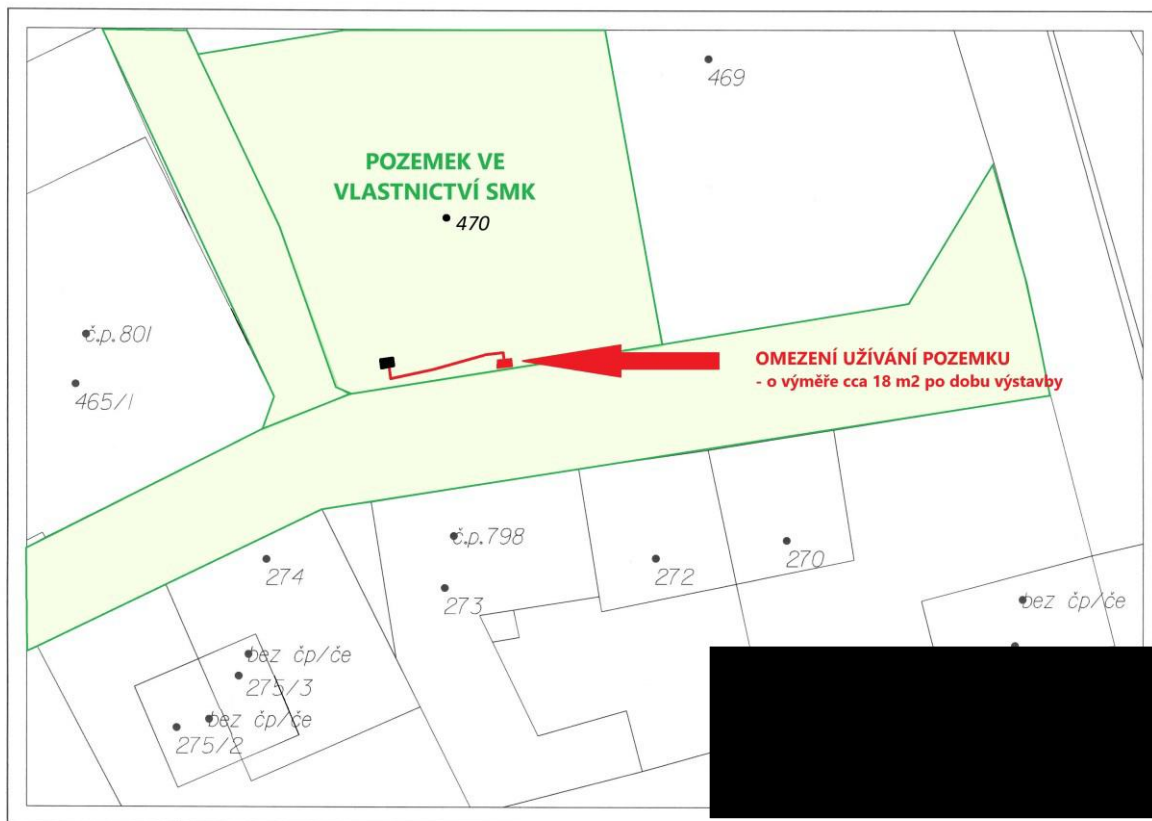 469
POZEMEK VE
VLASTNICTVÍ SMK
470
č.p.801
465/1
OMEZENÍ UŽÍVÁNÍ POZEMKU
- o výměře cca 18 m2 po dobu výstavby
č.p.798
274
273
272
270
bez čp/če
bez čp/če
275/3
bez čp/če
275/2